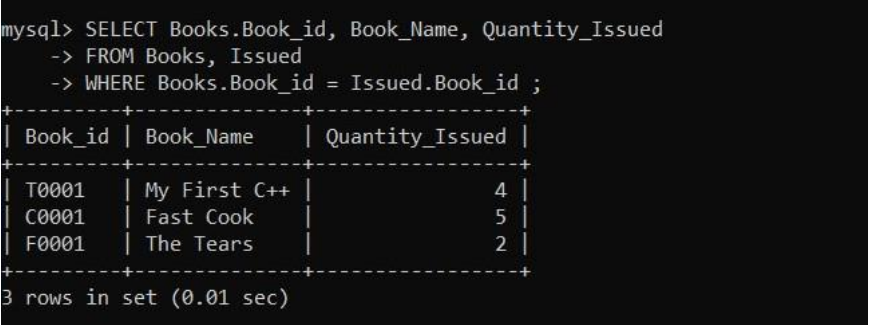 mysql> SELECT Books.Book_id, Book_Name, Quantity_Issued
    -> FROM Books, Issued
    -> WHERE Books.Book_id = Issued.Book_id ;
+---------+--------------+-----------------+
| Book_id | Book_Name    | Quantity_Issued |
+---------+--------------+-----------------+
| T0001   | My First C++ |               4 |
| C0001   | Fast Cook    |               5 |
| F0001   | The Tears    |               2 |
+---------+--------------+-----------------+
3 rows in set (0.01 sec)